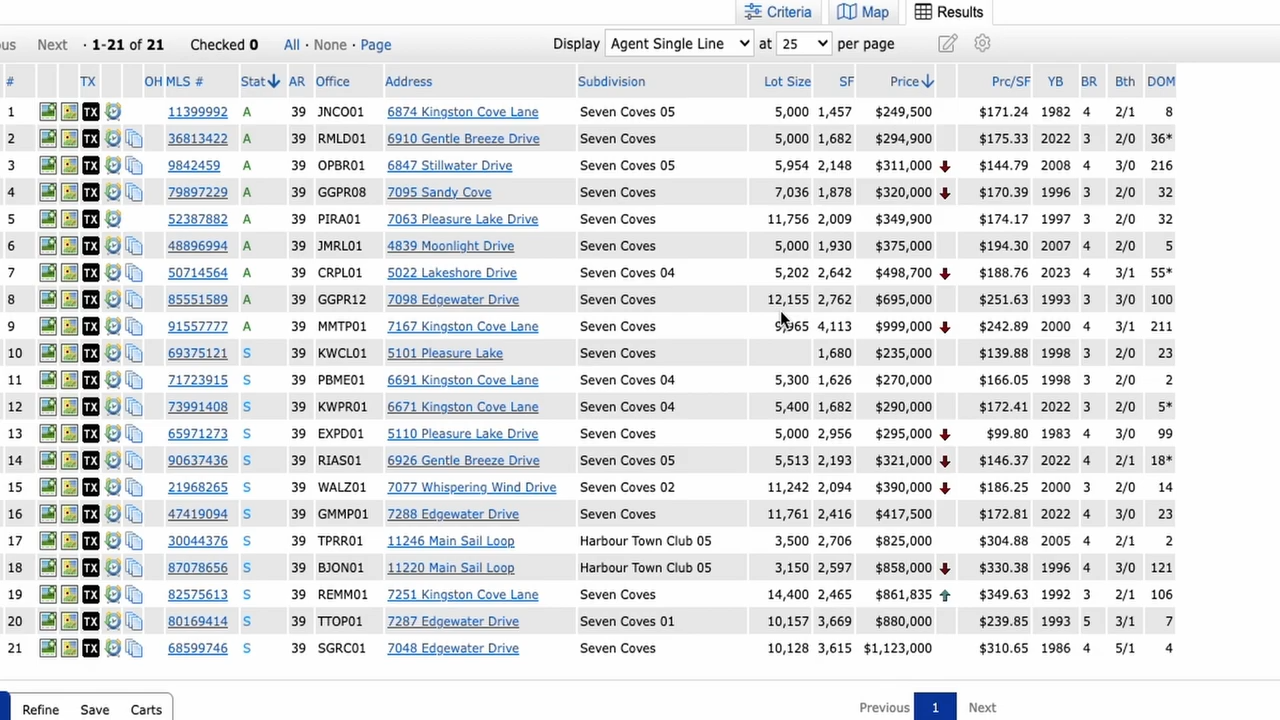 Criteria Map Results
ous Next · 1-21 of 21 Checked 0 All · None · Page Display Agent Single Line at 25 per page
# TX OH MLS # Stat AR Office Address Subdivision Lot Size SF Price Prc/SF YB BR Bth DOM
1 TX 11399992 A 39 JNCO01 6874 Kingston Cove Lane Seven Coves 05 5,000 1,457 $249,500 $171.24 1982 4 2/1 8
2 TX 36813422 A 39 RMLD01 6910 Gentle Breeze Drive Seven Coves 5,000 1,682 $294,900 $175.33 2022 3 2/0 36*
3 TX 9842459 A 39 OPBR01 6847 Stillwater Drive Seven Coves 05 5,954 2,148 $311,000 $144.79 2008 4 3/0 216
4 TX 79897229 A 39 GGPR08 7095 Sandy Cove Seven Coves 7,036 1,878 $320,000 $170.39 1996 3 2/0 32
5 TX 52387882 A 39 PIRA01 7063 Pleasure Lake Drive Seven Coves 11,756 2,009 $349,900 $174.17 1997 3 2/0 32
6 TX 48896994 A 39 JMRL01 4839 Moonlight Drive Seven Coves 5,000 1,930 $375,000 $194.30 2007 4 2/0 5
7 TX 50714564 A 39 CRPL01 5022 Lakeshore Drive Seven Coves 04 5,202 2,642 $498,700 $188.76 2023 4 3/1 55*
8 TX 85551589 A 39 GGPR12 7098 Edgewater Drive Seven Coves 12,155 2,762 $695,000 $251.63 1993 3 3/0 100
9 TX 91557777 A 39 MMTP01 7167 Kingston Cove Lane Seven Coves 9,965 4,113 $999,000 $242.89 2000 4 3/1 211
10 TX 69375121 S 39 KWCL01 5101 Pleasure Lake Seven Coves 1,680 $235,000 $139.88 1998 3 2/0 23
11 TX 71723915 S 39 PBME01 6691 Kingston Cove Lane Seven Coves 04 5,300 1,626 $270,000 $166.05 1998 3 2/0 2
12 TX 73991408 S 39 KWPR01 6671 Kingston Cove Lane Seven Coves 04 5,400 1,682 $290,000 $172.41 2022 3 2/0 5*
13 TX 65971273 S 39 EXPD01 5110 Pleasure Lake Drive Seven Coves 5,000 2,956 $295,000 $99.80 1983 4 3/0 99
14 TX 90637436 S 39 RIAS01 6926 Gentle Breeze Drive Seven Coves 05 5,513 2,193 $321,000 $146.37 2022 4 2/1 18*
15 TX 21968265 S 39 WALZ01 7077 Whispering Wind Drive Seven Coves 02 11,242 2,094 $390,000 $186.25 2000 3 2/0 14
16 TX 47419094 S 39 GMMP01 7288 Edgewater Drive Seven Coves 11,761 2,416 $417,500 $172.81 2022 4 3/0 23
17 TX 30044376 S 39 TPRR01 11246 Main Sail Loop Harbour Town Club 05 3,500 2,706 $825,000 $304.88 2005 4 2/1 2
18 TX 87078656 S 39 BJON01 11220 Main Sail Loop Harbour Town Club 05 3,150 2,597 $858,000 $330.38 1996 4 3/0 121
19 TX 82575613 S 39 REMM01 7251 Kingston Cove Lane Seven Coves 14,400 2,465 $861,835 $349.63 1992 3 2/1 106
20 TX 80169414 S 39 TTOP01 7287 Edgewater Drive Seven Coves 01 10,157 3,669 $880,000 $239.85 1993 5 3/1 7
21 TX 68599746 S 39 SGRC01 7048 Edgewater Drive Seven Coves 10,128 3,615 $1,123,000 $310.65 1986 4 5/1 4
Refine Save Carts Previous 1 Next